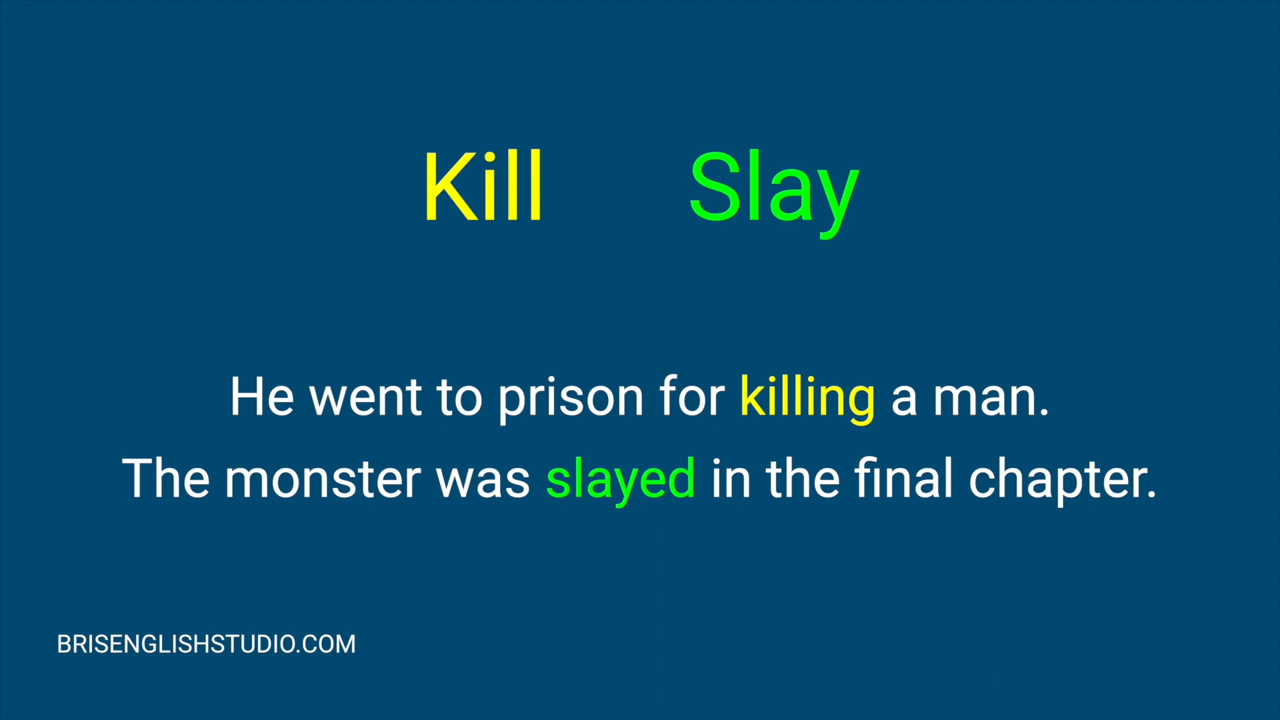 Kill Slay
He went to prison for killing a man.
The monster was slayed in the final chapter.
BRISENGLISHSTUDIO.COM